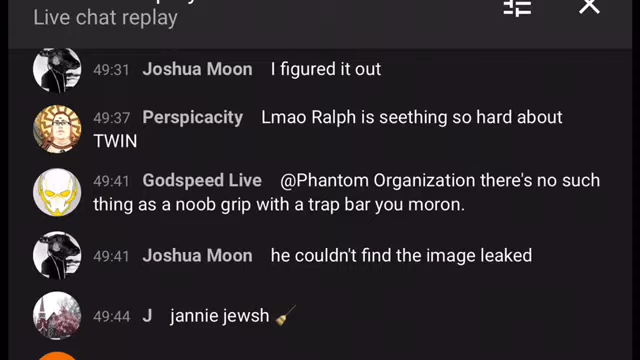 Live chat replay
49:31 Joshua Moon I figured it out
49:37 Perspicacity Lmao Ralph is seething so hard about
TWIN
49:41 Godspeed Live @Phantom Organization there's no such
thing as a noob grip with a trap bar you moron.
49:41 Joshua Moon he couldn't find the image leaked
49:44 J jannie jewsh 🧹